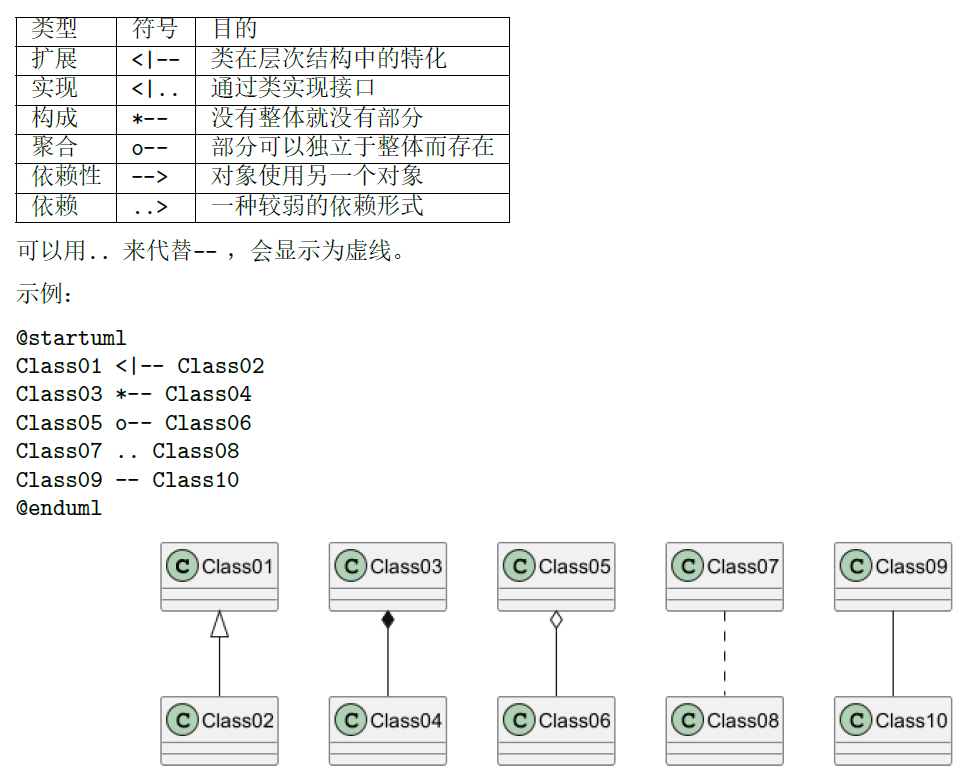 类型 符号 目的
扩展 <|-- 类在层次结构中的特化
实现 <|.. 通过类实现接口
构成 *-- 没有整体就没有部分
聚合 o-- 部分可以独立于整体而存在
依赖性 --> 对象使用另一个对象
依赖 ..> 一种较弱的依赖形式
可以用.. 来代替-- ，会显示为虚线。
示例：
@startuml
Class01 <|-- Class02
Class03 *-- Class04
Class05 o-- Class06
Class07 .. Class08
Class09 -- Class10
@enduml
C Class01 C Class03 C Class05 C Class07 C Class09
C Class02 C Class04 C Class06 C Class08 C Class10